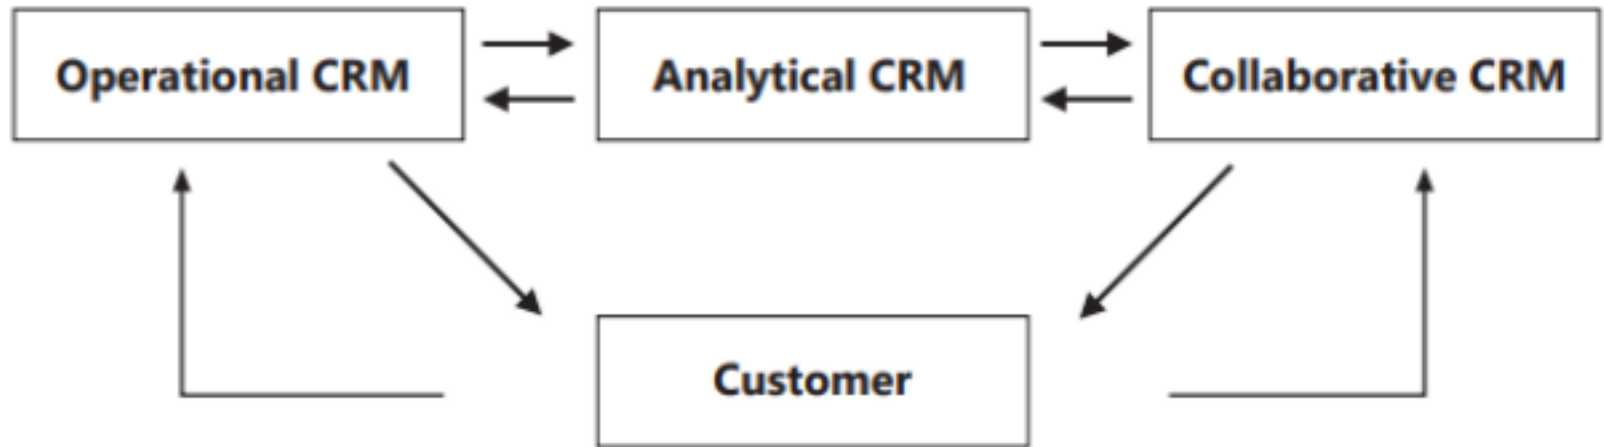 Operational CRM
Analytical CRM
Collaborative CRM
Customer